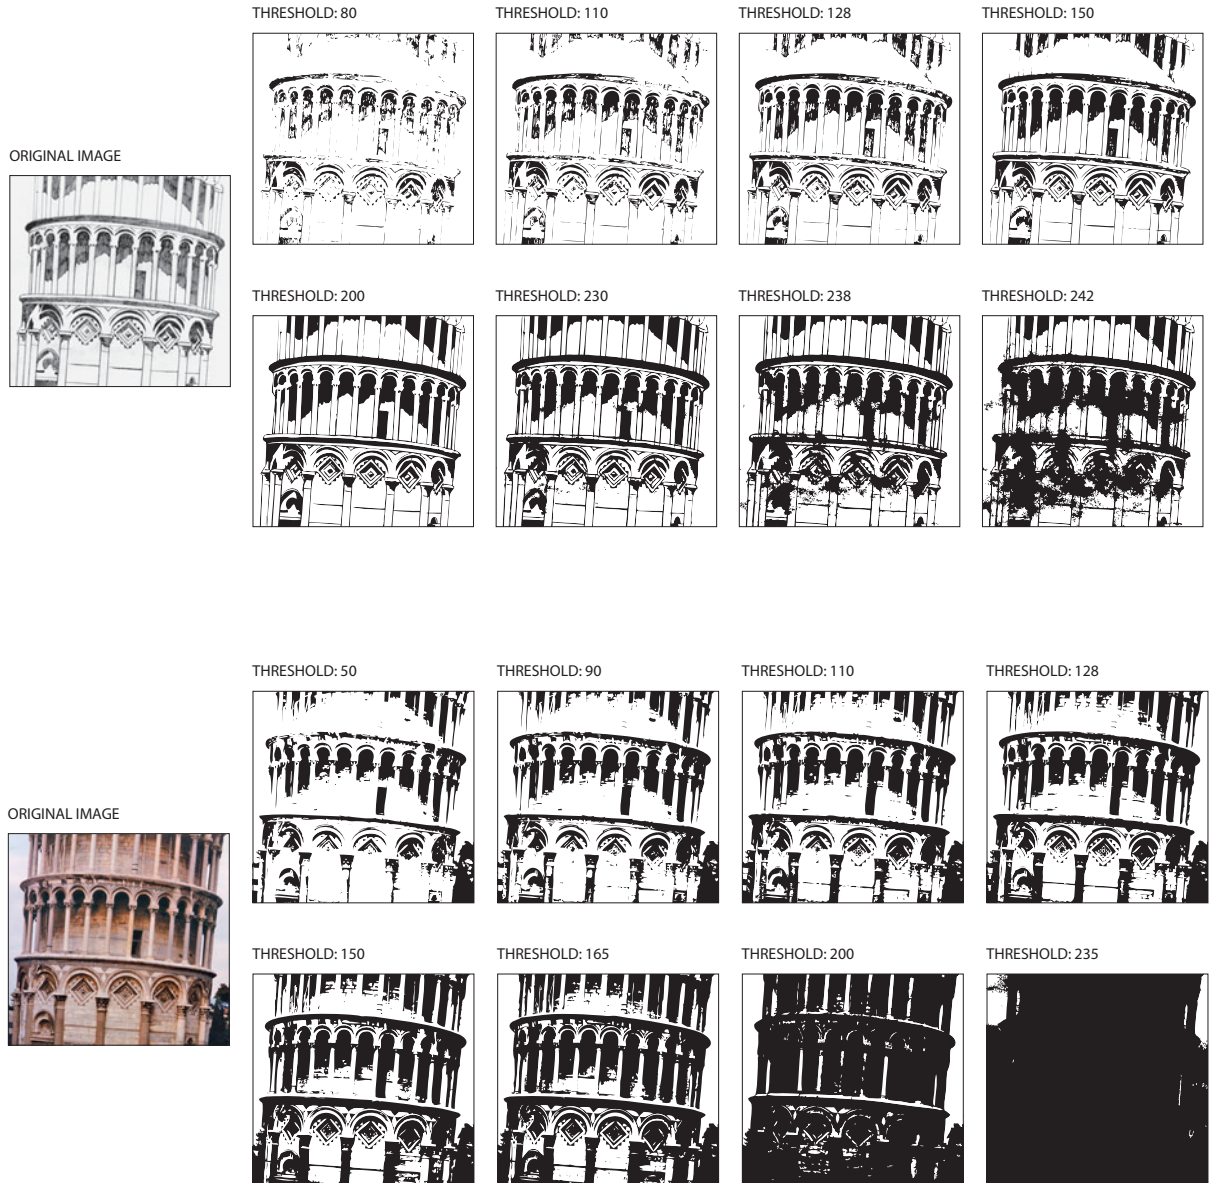 THRESHOLD: 80
THRESHOLD: 110
THRESHOLD: 128
THRESHOLD: 150
ORIGINAL IMAGE
THRESHOLD: 200
THRESHOLD: 230
THRESHOLD: 238
THRESHOLD: 242
THRESHOLD: 50
THRESHOLD: 90
THRESHOLD: 110
THRESHOLD: 128
ORIGINAL IMAGE
THRESHOLD: 150
THRESHOLD: 165
THRESHOLD: 200
THRESHOLD: 235